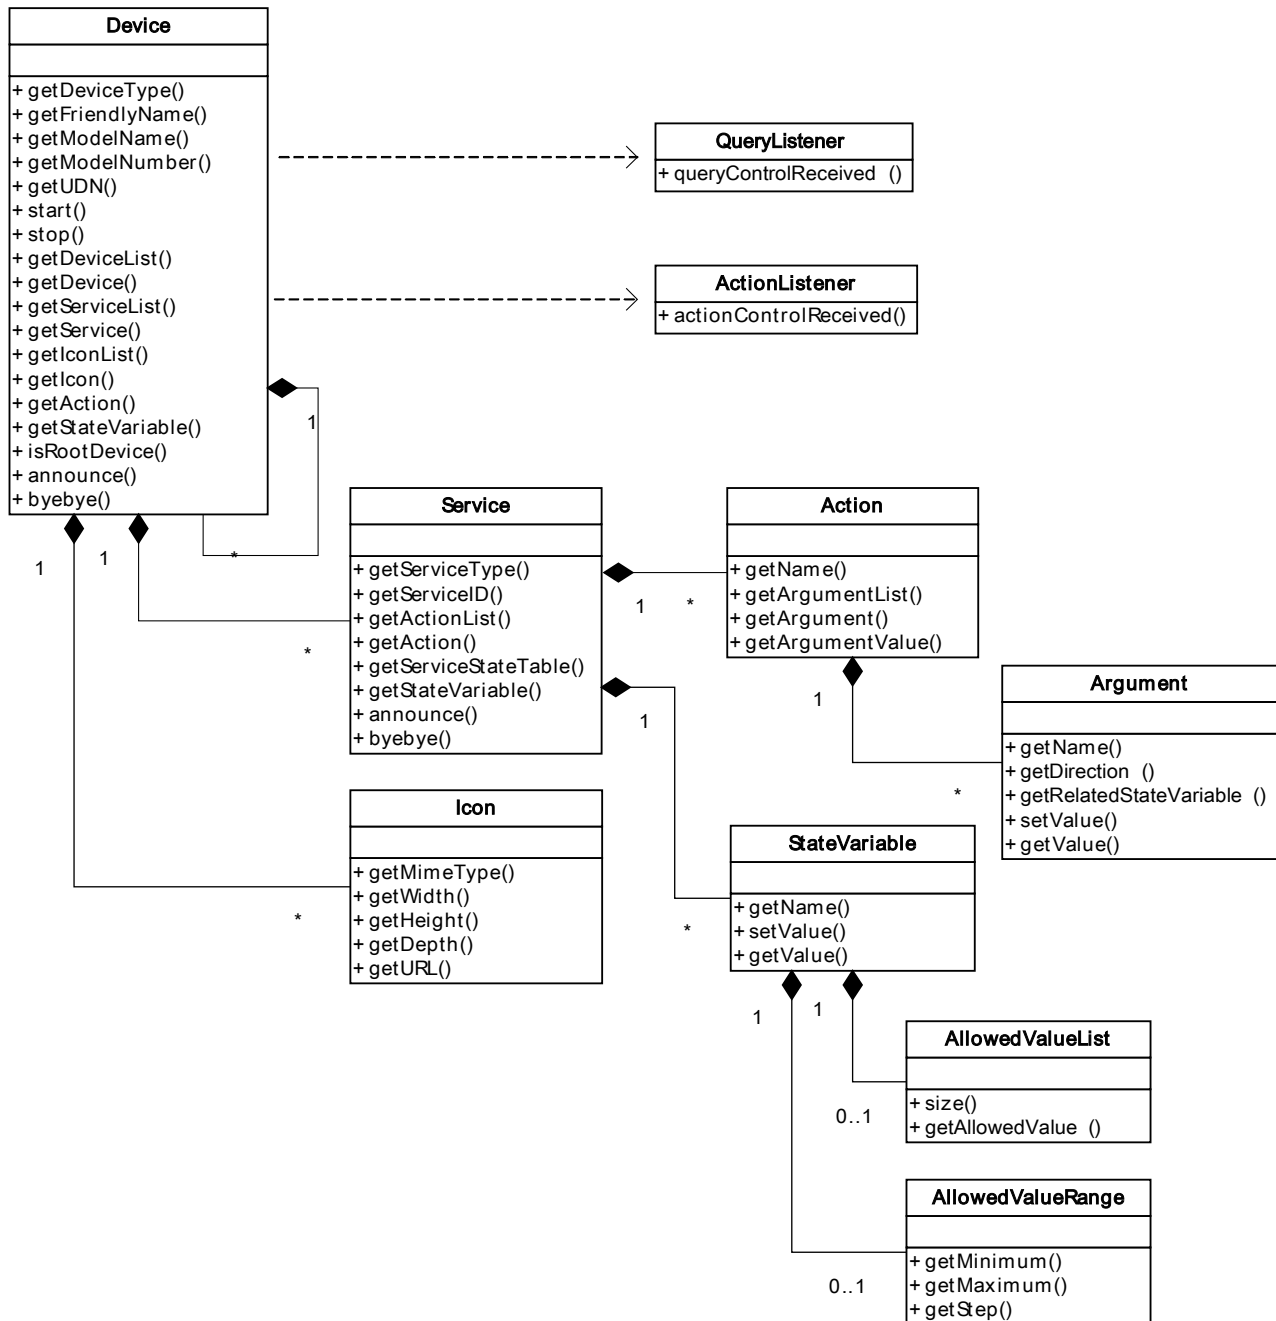 Device
+ getDeviceType()
+ getFriendlyName()
+ getModelName()
+ getModelNumber()
+ getUDN()
+ start()
+ stop()
+ getDeviceList()
+ getDevice()
+ getServiceList()
+ getService()
+ getIconList()
+ getIcon()
+ getAction()
+ getStateVariable()
+ isRootDevice()
+ announce()
+ byebye()
QueryListener
+ queryControlReceived ()
ActionListener
+ actionControlReceived()
1
*
1
1
Service
+ getServiceType()
+ getServiceID()
+ getActionList()
+ getAction()
+ getServiceStateTable()
+ getStateVariable()
+ announce()
+ byebye()
*
1
*
1
Action
+ getName()
+ getArgumentList()
+ getArgument()
+ getArgumentValue()
1
*
Argument
+ getName()
+ getDirection ()
+ getRelatedStateVariable ()
+ setValue()
+ getValue()
Icon
+ getMimeType()
+ getWidth()
+ getHeight()
+ getDepth()
+ getURL()
*
StateVariable
+ getName()
+ setValue()
+ getValue()
*
1
1
AllowedValueList
+ size()
+ getAllowedValue ()
0..1
AllowedValueRange
+ getMinimum()
+ getMaximum()
+ getStep()
0..1